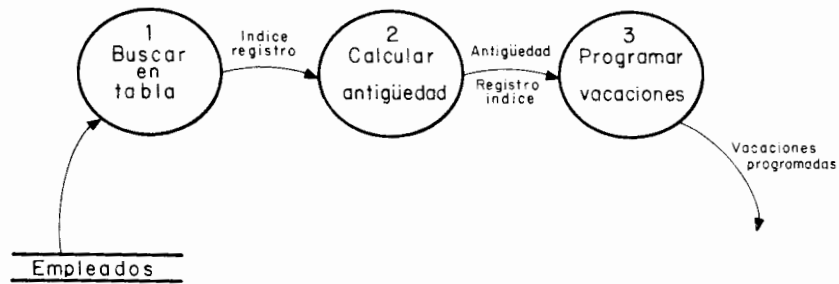 1
Buscar
en
tabla
Indice
registro
2
Calcular
antigüedad
Antigüedad
Registro
indice
3
Programar
vacaciones
Vacaciones
programadas
Empleados